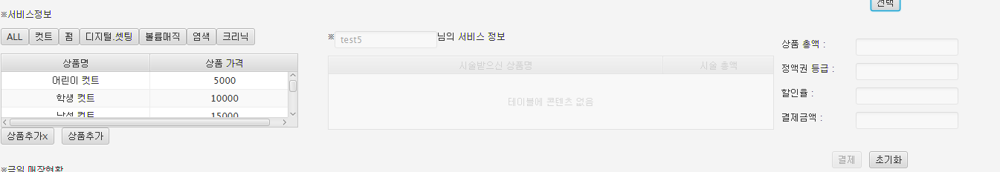 선택
※서비스정보
ALL 컷트 펌 디지털.셋팅 볼륨매직 염색 크리닉
※ test5 님의 서비스 정보
상품명 상품 가격
어린이 컷트 5000
학생 컷트 10000
남성 컷트 15000
시술받으신 상품명 시술 총액
테이블에 콘텐츠 없음
상품 총액 :
정액권 등급 :
할인율 :
결제금액 :
상품추가x 상품추가
결제 초기화
※금일 매장현황